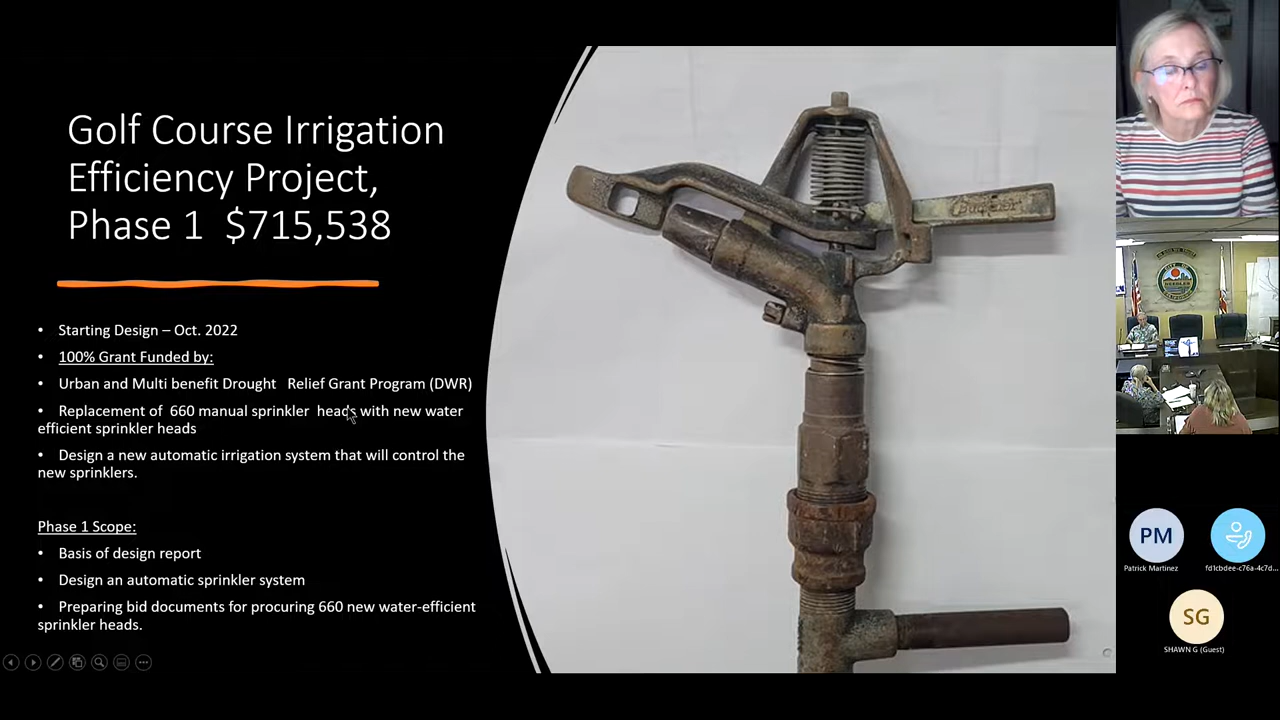 Golf Course Irrigation
Efficiency Project,
Phase 1 $715,538
• Starting Design – Oct. 2022
• 100% Grant Funded by:
• Urban and Multi benefit Drought Relief Grant Program (DWR)
• Replacement of 660 manual sprinkler heads with new water
efficient sprinkler heads
• Design a new automatic irrigation system that will control the
new sprinklers.
Phase 1 Scope:
• Basis of design report
• Design an automatic sprinkler system
• Preparing bid documents for procuring 660 new water-efficient
sprinkler heads.
Buckner
PM
Patrick Martinez
fd1cbdee-c76a-4c7d...
SG
SHAWN G (Guest)